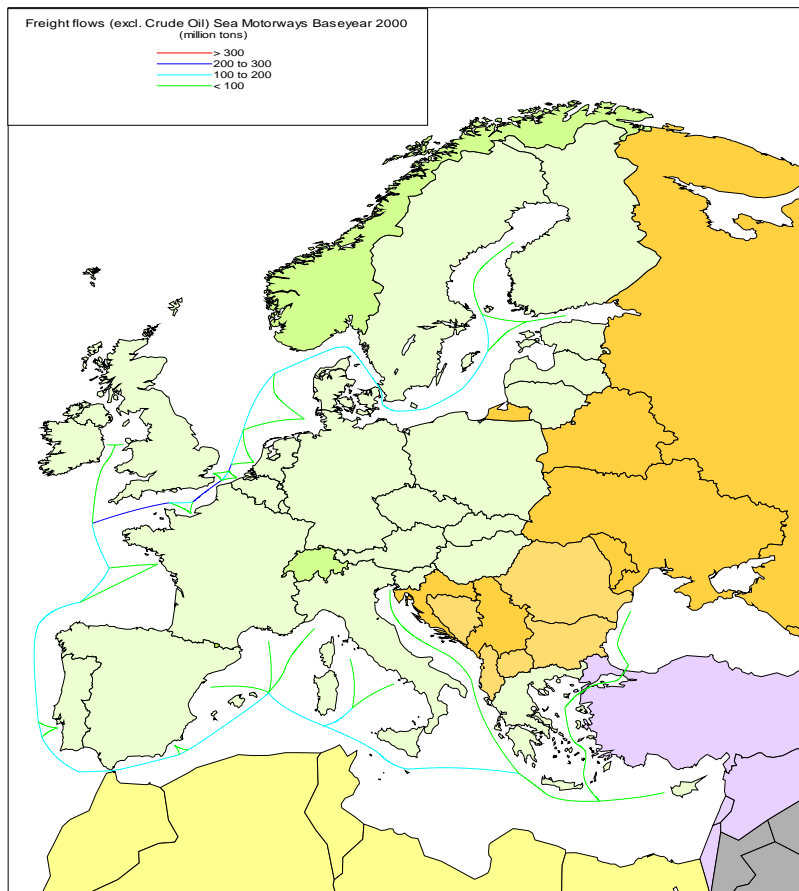 Freight flows (excl. Crude Oil) Sea Motorways Baseyear 2000
(million tons)
> 300
200 to 300
100 to 200
< 100